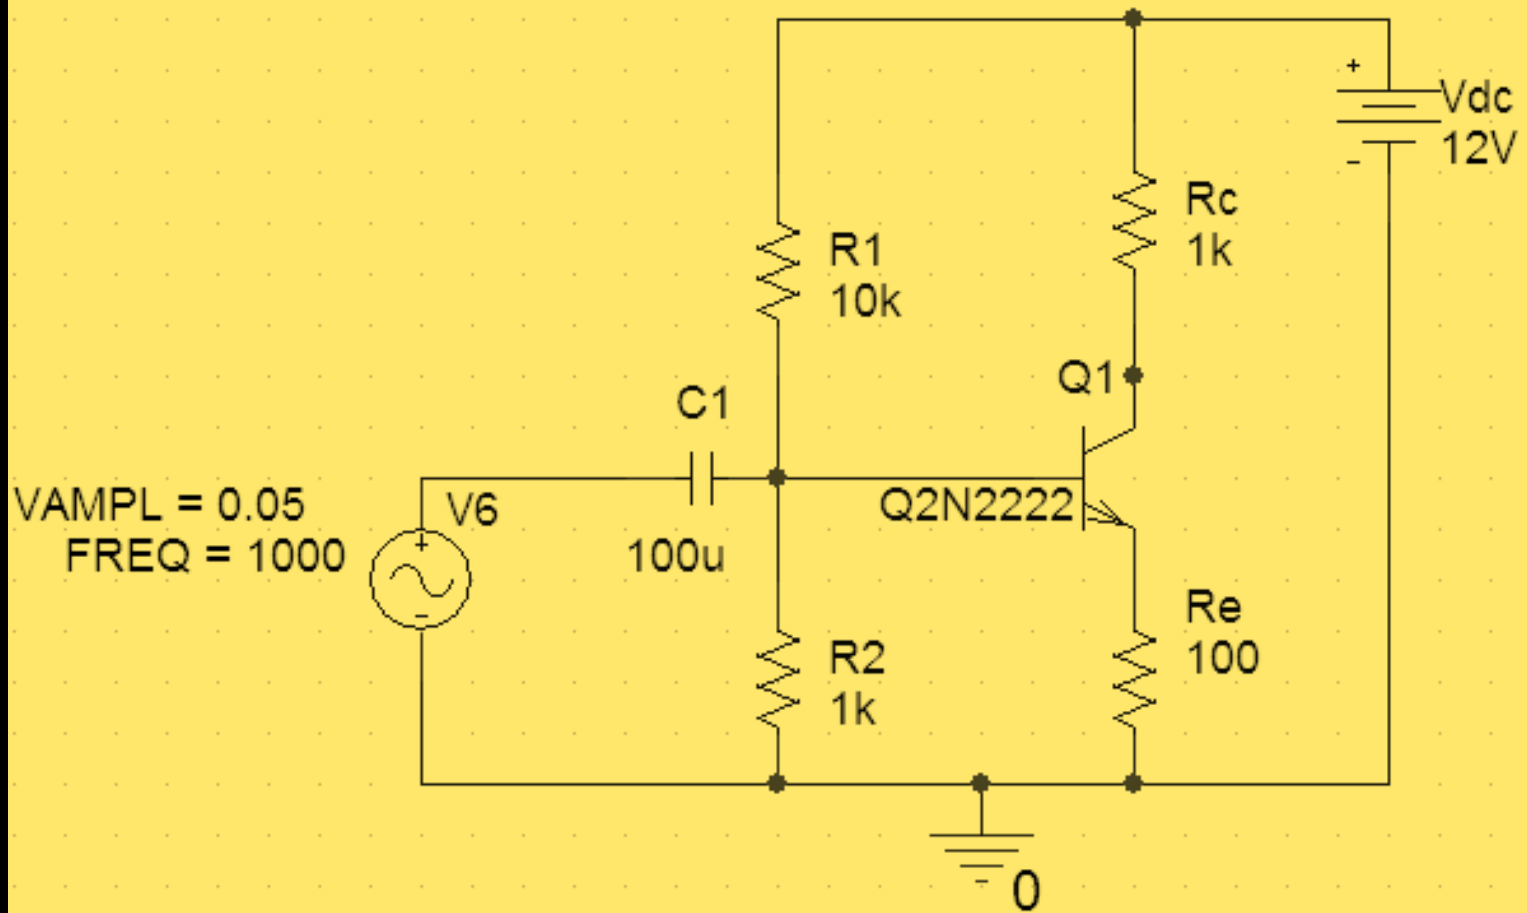 +
Vdc
12V
-
Rc
1k
R1
10k
Q1
C1
VAMPL = 0.05
FREQ = 1000
V6
+
-
100u
Q2N2222
Re
100
R2
1k
0